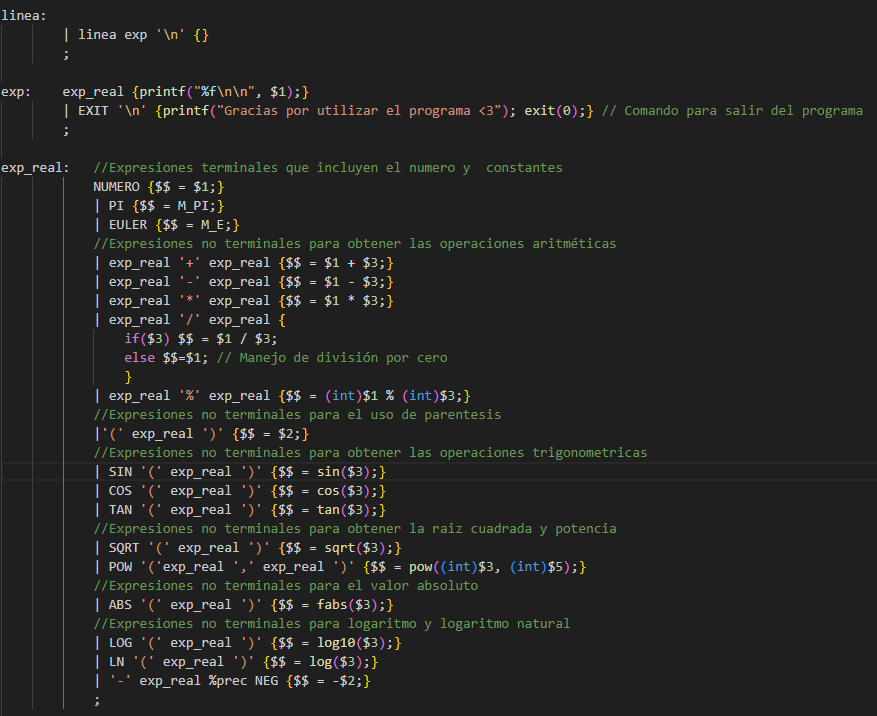 linea:
| linea exp '\n' {}
;
exp: exp_real {printf("%f\n\n", $1);}
| EXIT '\n' {printf("Gracias por utilizar el programa <3"); exit(0);} // Comando para salir del programa
;
exp_real: //Expresiones terminales que incluyen el numero y  constantes
NUMERO {$$ = $1;}
| PI {$$ = M_PI;}
| EULER {$$ = M_E;}
//Expresiones no terminales para obtener las operaciones aritméticas
| exp_real '+' exp_real {$$ = $1 + $3;}
| exp_real '-' exp_real {$$ = $1 - $3;}
| exp_real '*' exp_real {$$ = $1 * $3;}
| exp_real '/' exp_real {
if($3) $$ = $1 / $3;
else $$=$1; // Manejo de división por cero
}
| exp_real '%' exp_real {$$ = (int)$1 % (int)$3;}
//Expresiones no terminales para el uso de parentesis
|'(' exp_real ')' {$$ = $2;}
//Expresiones no terminales para obtener las operaciones trigonometricas
| SIN '(' exp_real ')' {$$ = sin($3);}
| COS '(' exp_real ')' {$$ = cos($3);}
| TAN '(' exp_real ')' {$$ = tan($3);}
//Expresiones no terminales para obtener la raiz cuadrada y potencia
| SQRT '(' exp_real ')' {$$ = sqrt($3);}
| POW '('exp_real ',' exp_real ')' {$$ = pow((int)$3, (int)$5);}
//Expresiones no terminales para el valor absoluto
| ABS '(' exp_real ')' {$$ = fabs($3);}
//Expresiones no terminales para logaritmo y logaritmo natural
| LOG '(' exp_real ')' {$$ = log10($3);}
| LN '(' exp_real ')' {$$ = log($3);}
| '-' exp_real %prec NEG {$$ = -$2;}
;